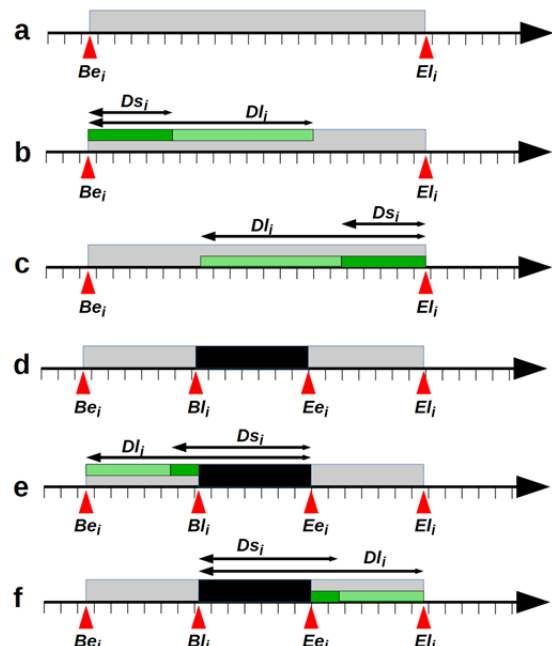 a
Be_i El_i
Ds_i
Dl_i
b
Be_i El_i
Ds_i
Dl_i
c
Be_i El_i
d
Be_i Bl_i Ee_i El_i
Dl_i Ds_i
e
Be_i Bl_i Ee_i El_i
Ds_i
Dl_i
f
Be_i Bl_i Ee_i El_i